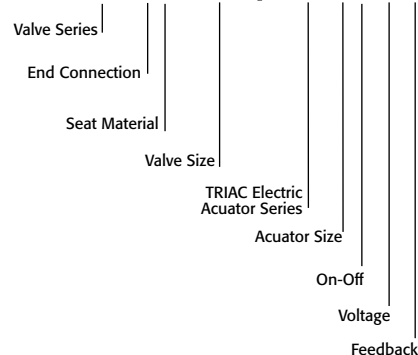 Valve Series
End Connection
Seat Material
Valve Size
TRIAC Electric
Acuator Series
Acuator Size
On-Off
Voltage
Feedback